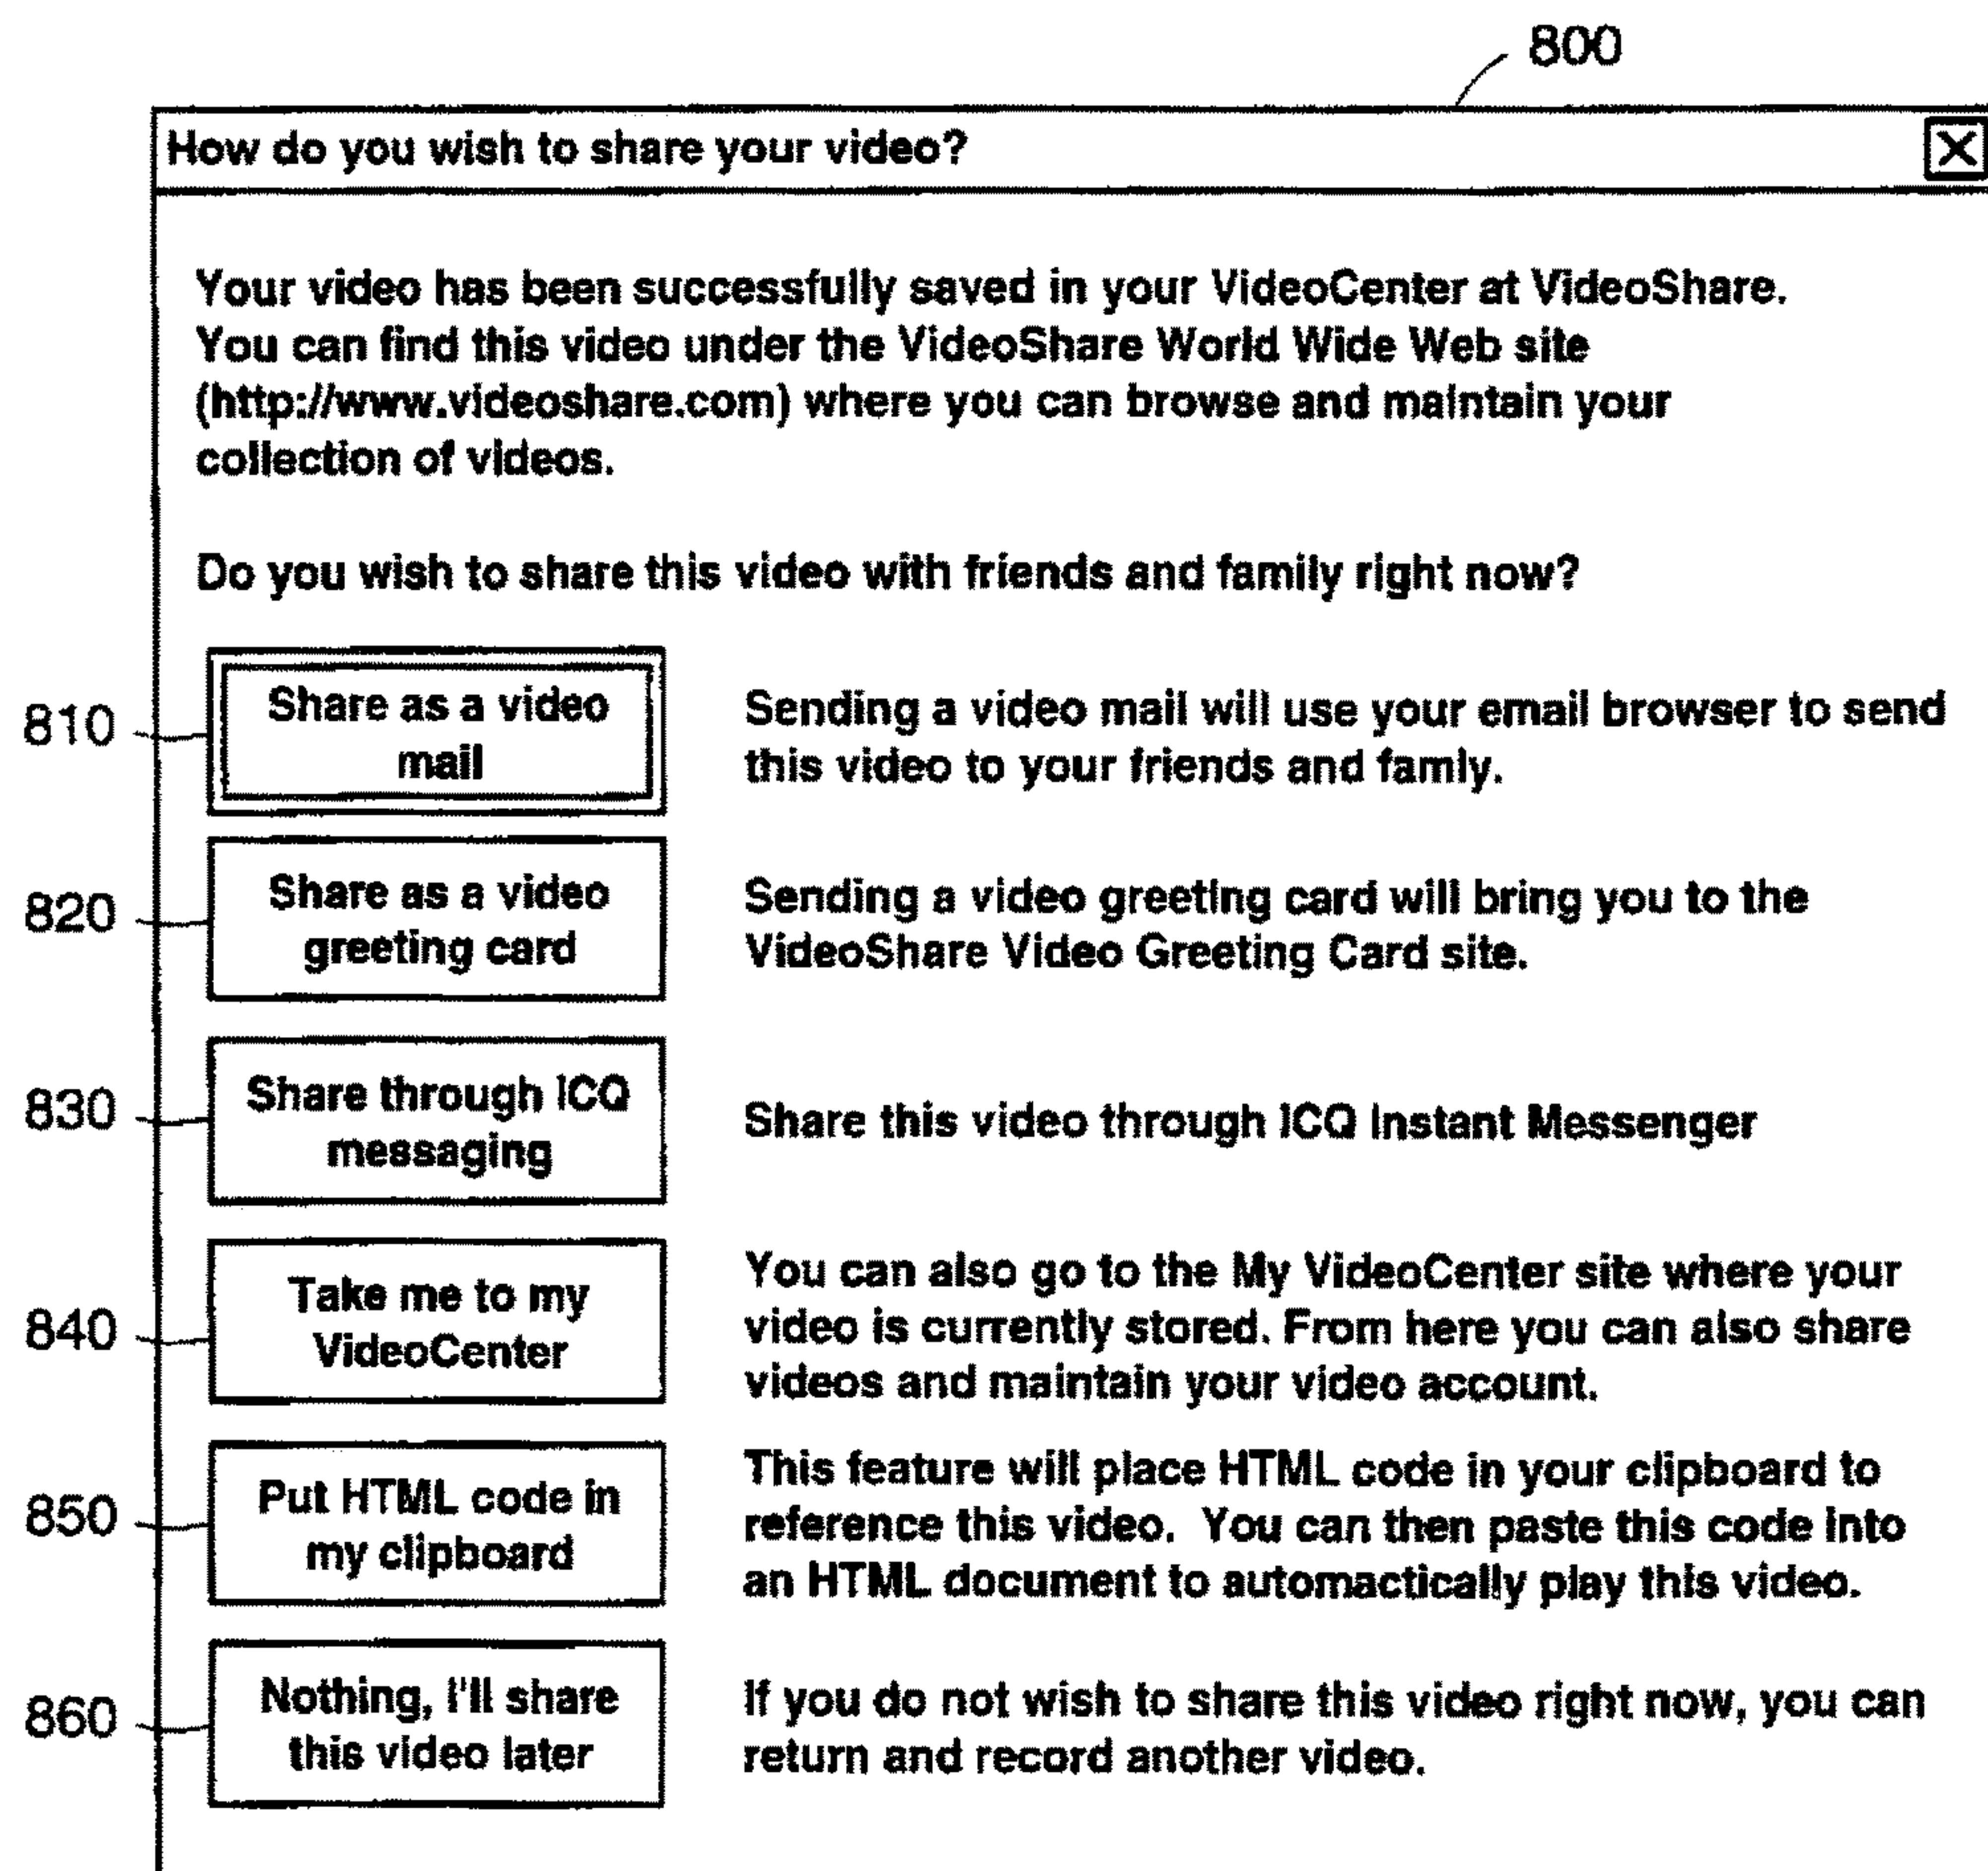 800
How do you wish to share your video?
Your video has been successfully saved in your VideoCenter at VideoShare.
You can find this video under the VideoShare World Wide Web site
(http://www.videoshare.com) where you can browse and maintain your
collection of videos.
Do you wish to share this video with friends and family right now?
810
Share as a video
mail
Sending a video mail will use your email browser to send
this video to your friends and famly.
820
Share as a video
greeting card
Sending a video greeting card will bring you to the
VideoShare Video Greeting Card site.
830
Share through ICQ
messaging
Share this video through ICQ Instant Messenger
840
Take me to my
VideoCenter
You can also go to the My VideoCenter site where your
video is currently stored. From here you can also share
videos and maintain your video account.
850
Put HTML code in
my clipboard
This feature will place HTML code in your clipboard to
reference this video. You can then paste this code into
an HTML document to automactically play this video.
860
Nothing, I'll share
this video later
If you do not wish to share this video right now, you can
return and record another video.